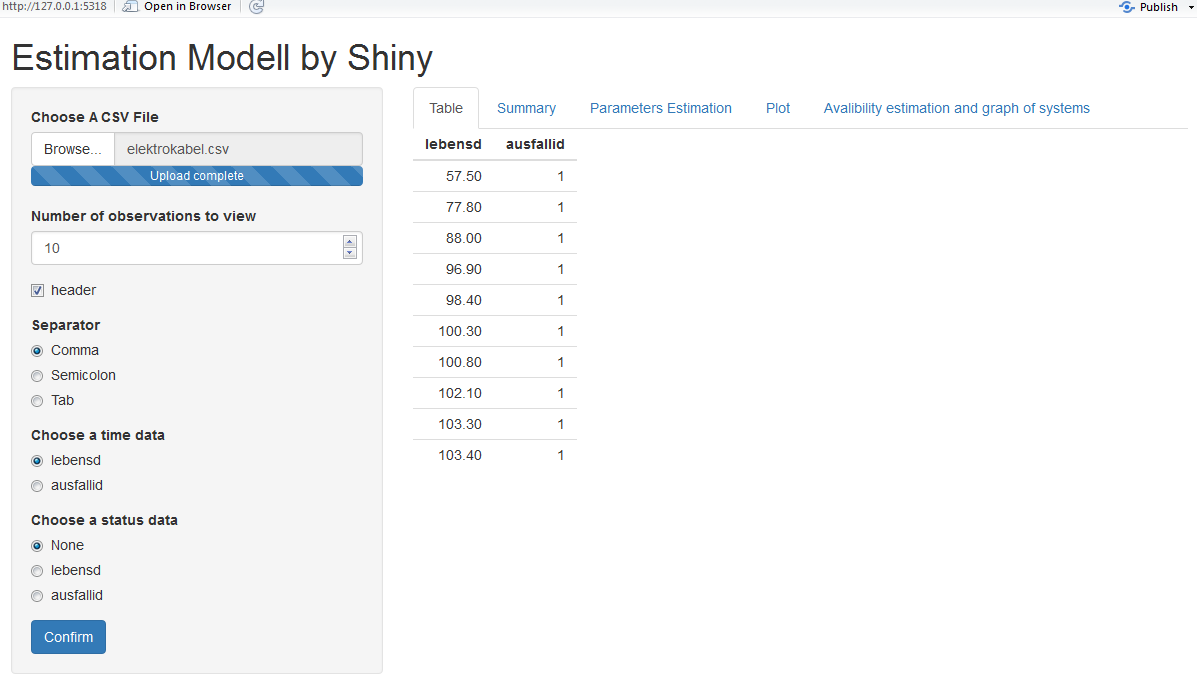 http://127.0.0.1:5318 Open in Browser Publish
Estimation Modell by Shiny
Choose A CSV File
Browse... elektrokabel.csv
Upload complete
Number of observations to view
10
header
Separator
Comma
Semicolon
Tab
Choose a time data
lebensd
ausfallid
Choose a status data
None
lebensd
ausfallid
Confirm
Table Summary Parameters Estimation Plot Avalibility estimation and graph of systems
lebensd ausfallid
57.50 1
77.80 1
88.00 1
96.90 1
98.40 1
100.30 1
100.80 1
102.10 1
103.30 1
103.40 1